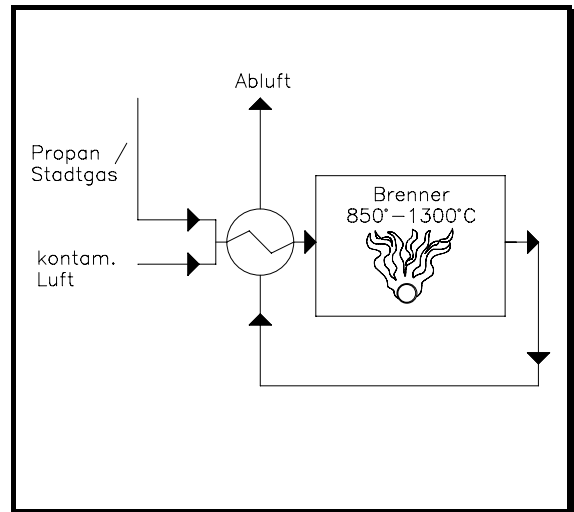 Abluft
Propan /
Stadtgas
kontam.
Luft
Brenner
850°–1300°C